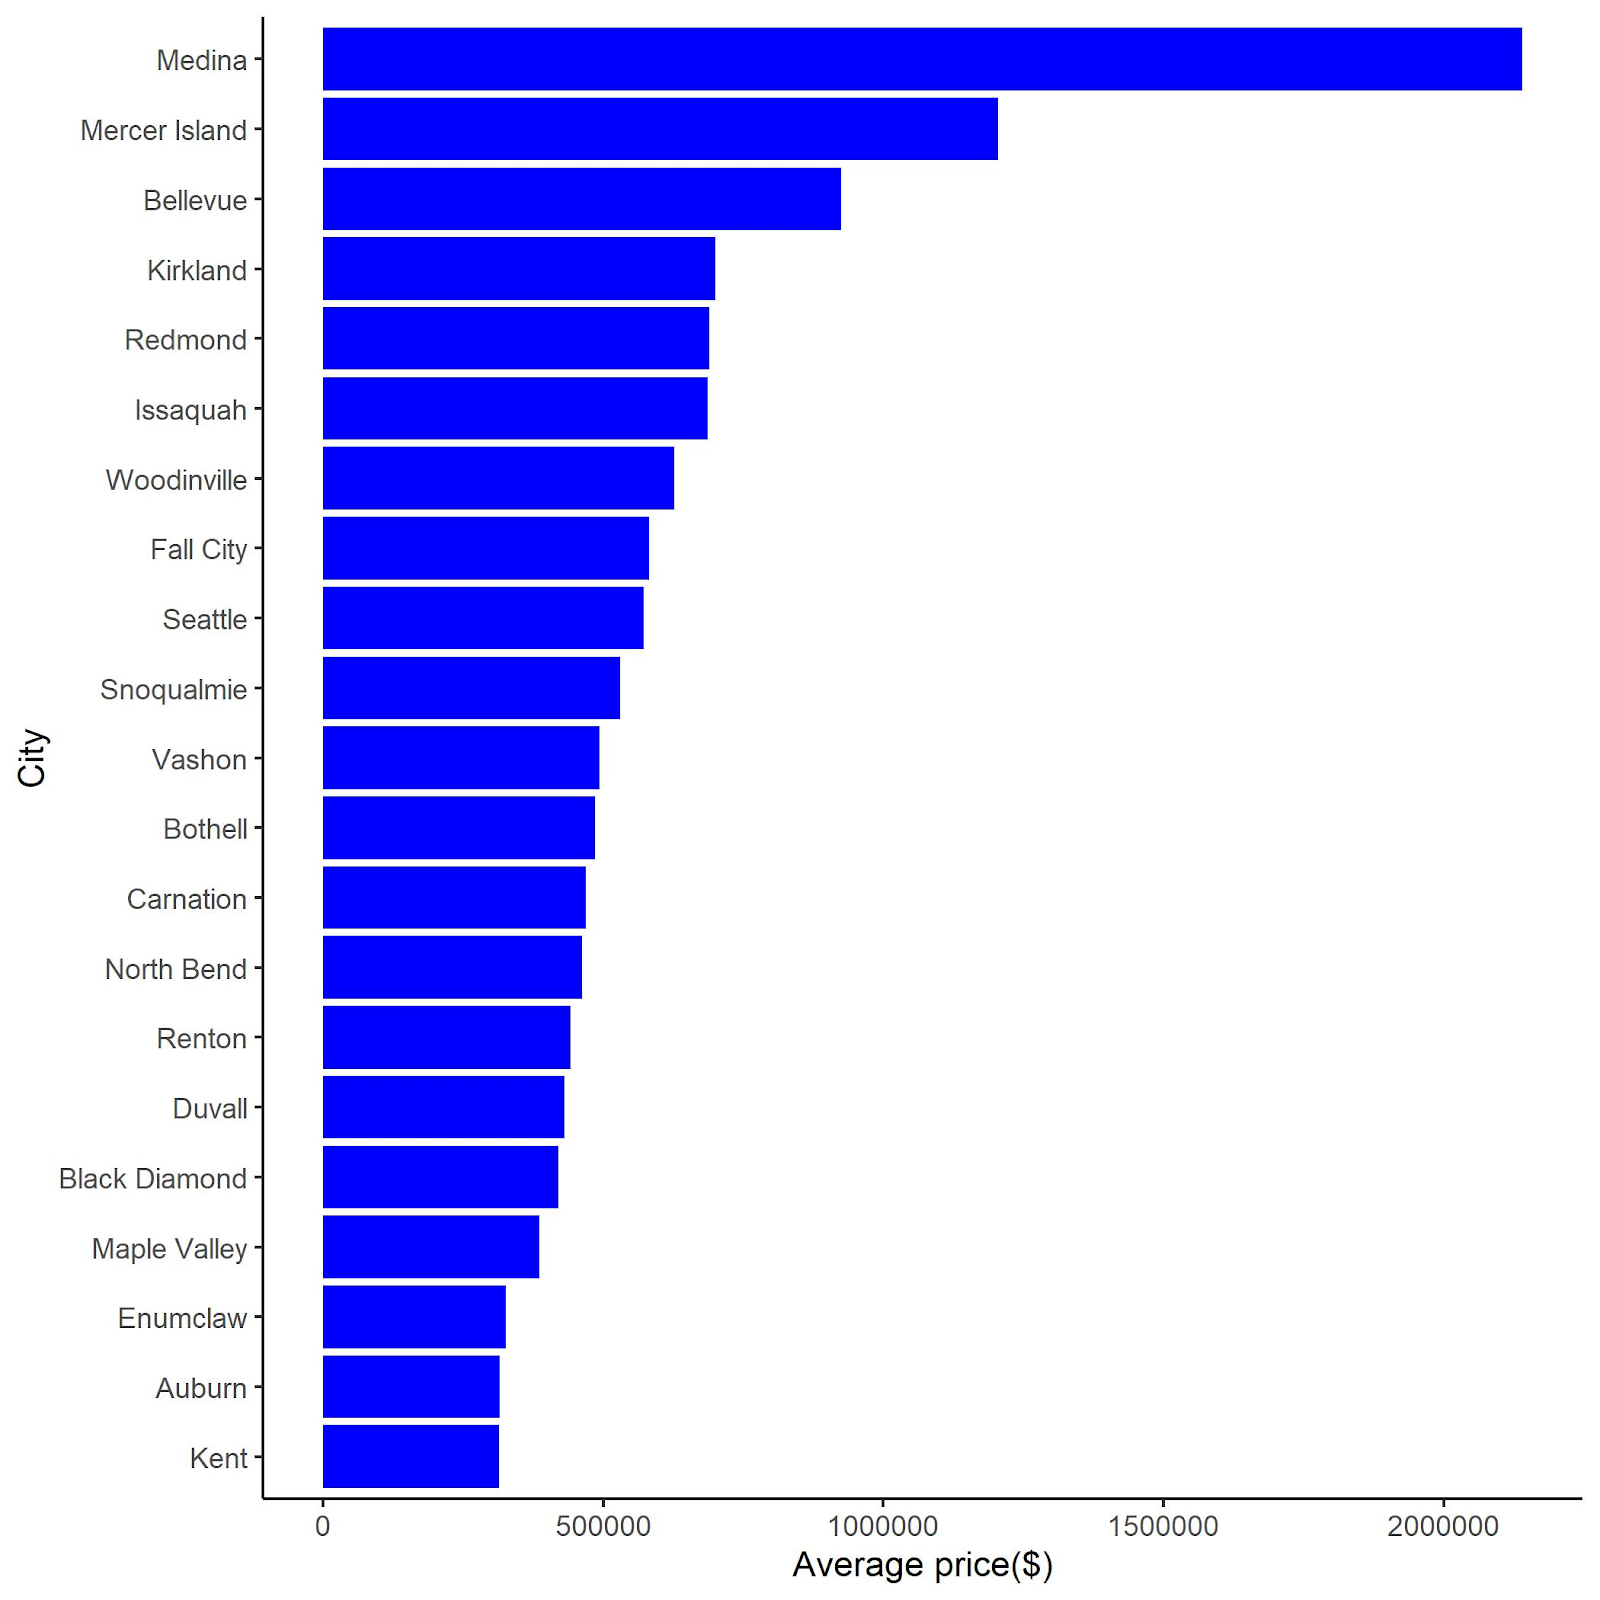 Medina
Mercer Island
Bellevue
Kirkland
Redmond
Issaquah
Woodinville
Fall City
Seattle
Snoqualmie
Vashon
Bothell
Carnation
North Bend
Renton
Duvall
Black Diamond
Maple Valley
Enumclaw
Auburn
Kent
City
0 500000 1000000 1500000 2000000
Average price($)